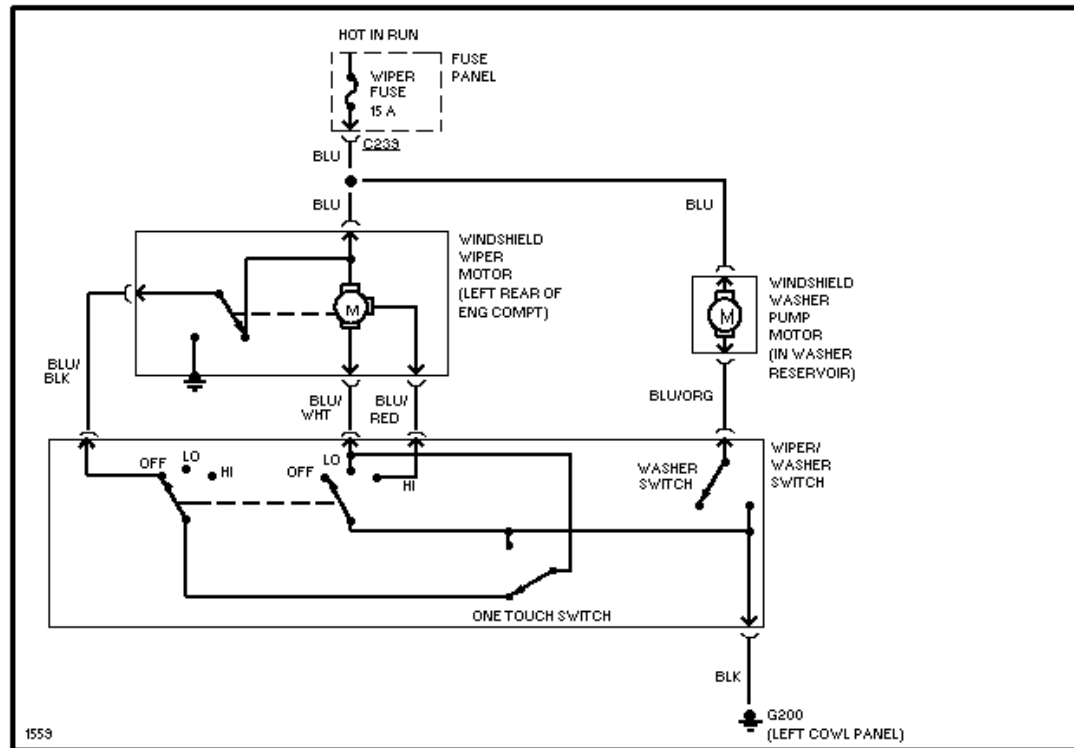 HOT IN RUN
FUSE
PANEL
WIPER
FUSE
15 A
C239
BLU
BLU
BLU
WINDSHIELD
WIPER
MOTOR
(LEFT REAR OF
ENG COMPT)
M
WINDSHIELD
WASHER
PUMP
MOTOR
(IN WASHER
RESERVOIR)
M
BLU/
BLK
BLU/
WHT
BLU/
RED
BLU/ORG
WIPER/
WASHER
SWITCH
OFF
LO
HI
OFF
LO
HI
WASHER
SWITCH
ONE TOUCH SWITCH
BLK
G200
(LEFT COWL PANEL)
1559